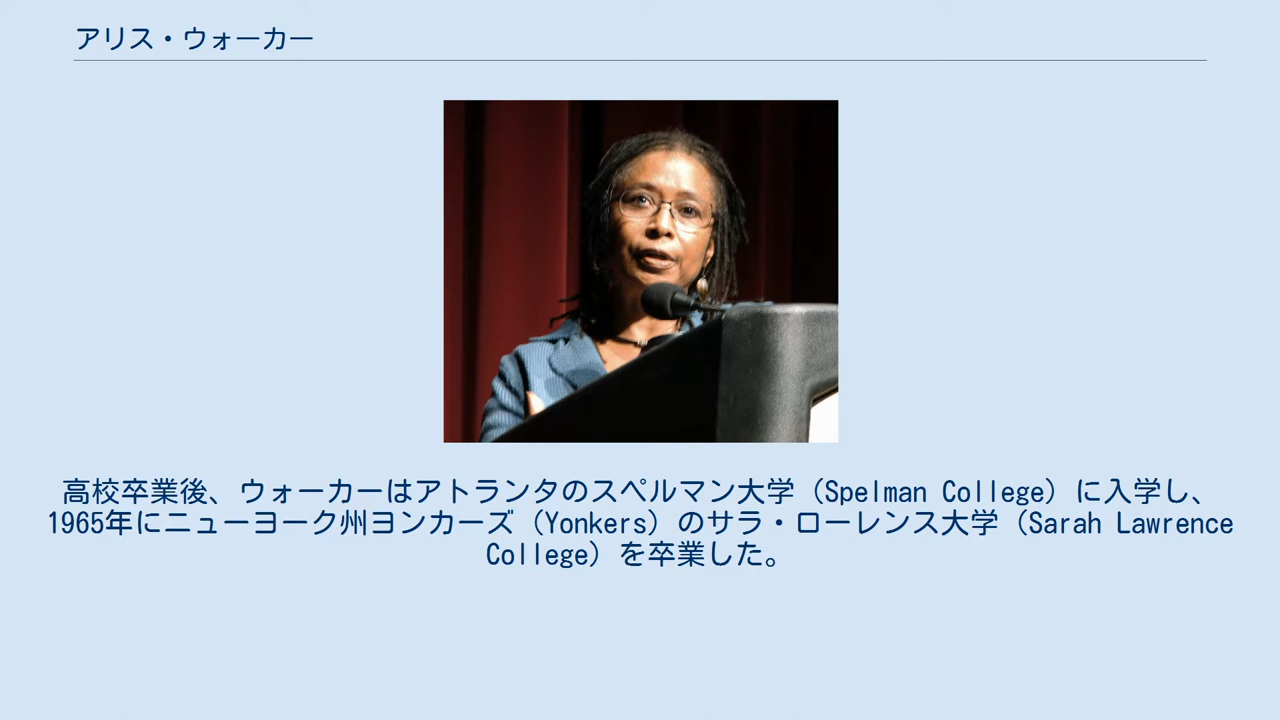 アリス・ウォーカー
高校卒業後、ウォーカーはアトランタのスペルマン大学（Spelman College）に入学し、
1965年にニューヨーク州ヨンカーズ（Yonkers）のサラ・ローレンス大学（Sarah Lawrence
College）を卒業した。